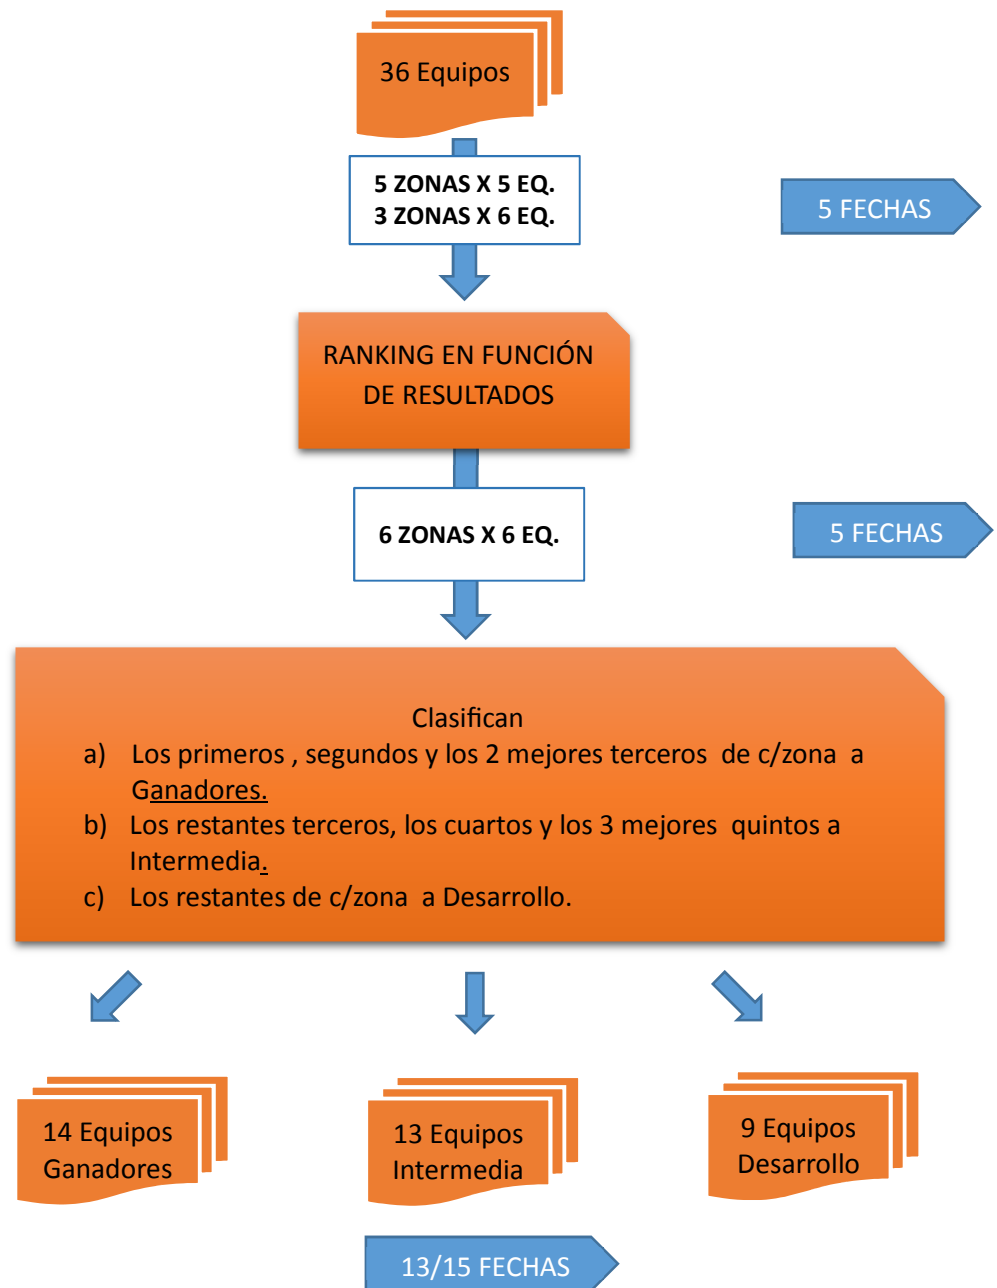 36 Equipos
5 ZONAS X 5 EQ.
3 ZONAS X 6 EQ.
5 FECHAS
RANKING EN FUNCIÓN
DE RESULTADOS
6 ZONAS X 6 EQ.
5 FECHAS
Clasifican
a) Los primeros , segundos y los 2 mejores terceros de c/zona a
Ganadores.
b) Los restantes terceros, los cuartos y los 3 mejores quintos a
Intermedia.
c) Los restantes de c/zona a Desarrollo.
14 Equipos
Ganadores
13 Equipos
Intermedia
9 Equipos
Desarrollo
13/15 FECHAS